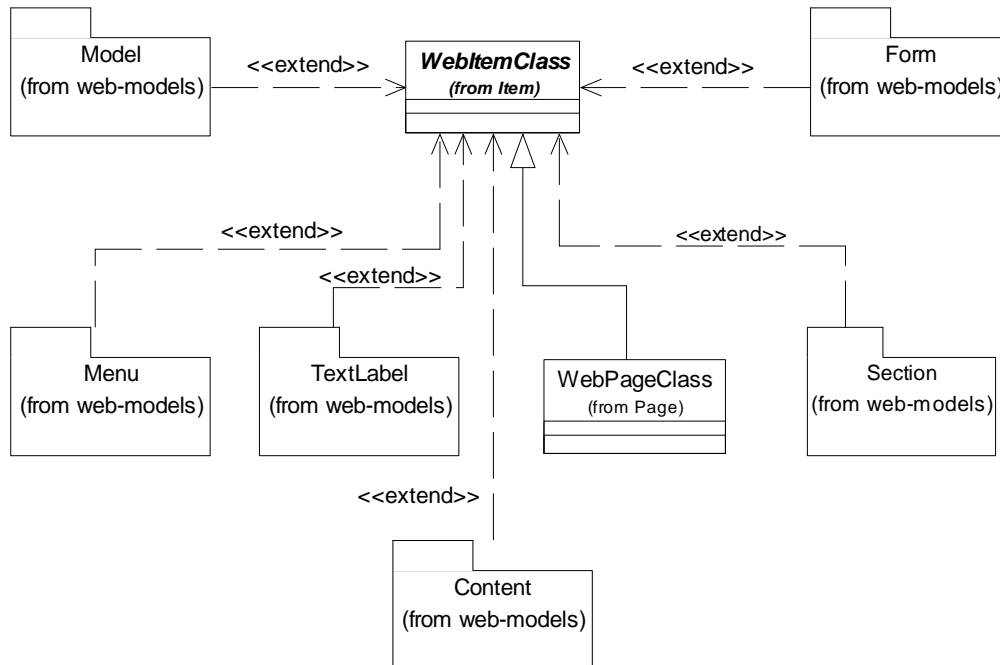 Model
(from web-models)
<<extend>>
WebItemClass
(from Item)
<<extend>>
Form
(from web-models)
<<extend>>
<<extend>>
<<extend>>
Menu
(from web-models)
TextLabel
(from web-models)
WebPageClass
(from Page)
Section
(from web-models)
<<extend>>
Content
(from web-models)